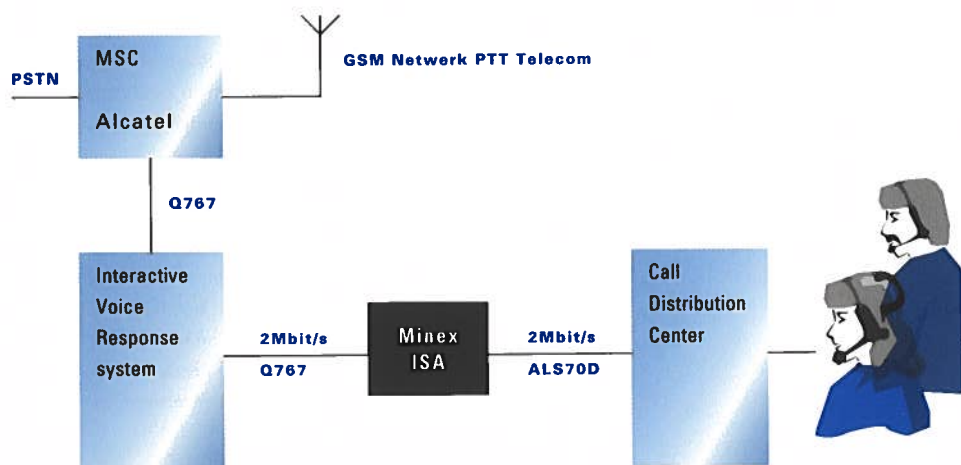 MSC
GSM Netwerk PTT Telecom
PSTN
Alcatel
Q767
Interactive
Voice
Response
system
2Mbit/s
Q767
Minex
ISA
2Mbit/s
ALS70D
Call
Distribution
Center